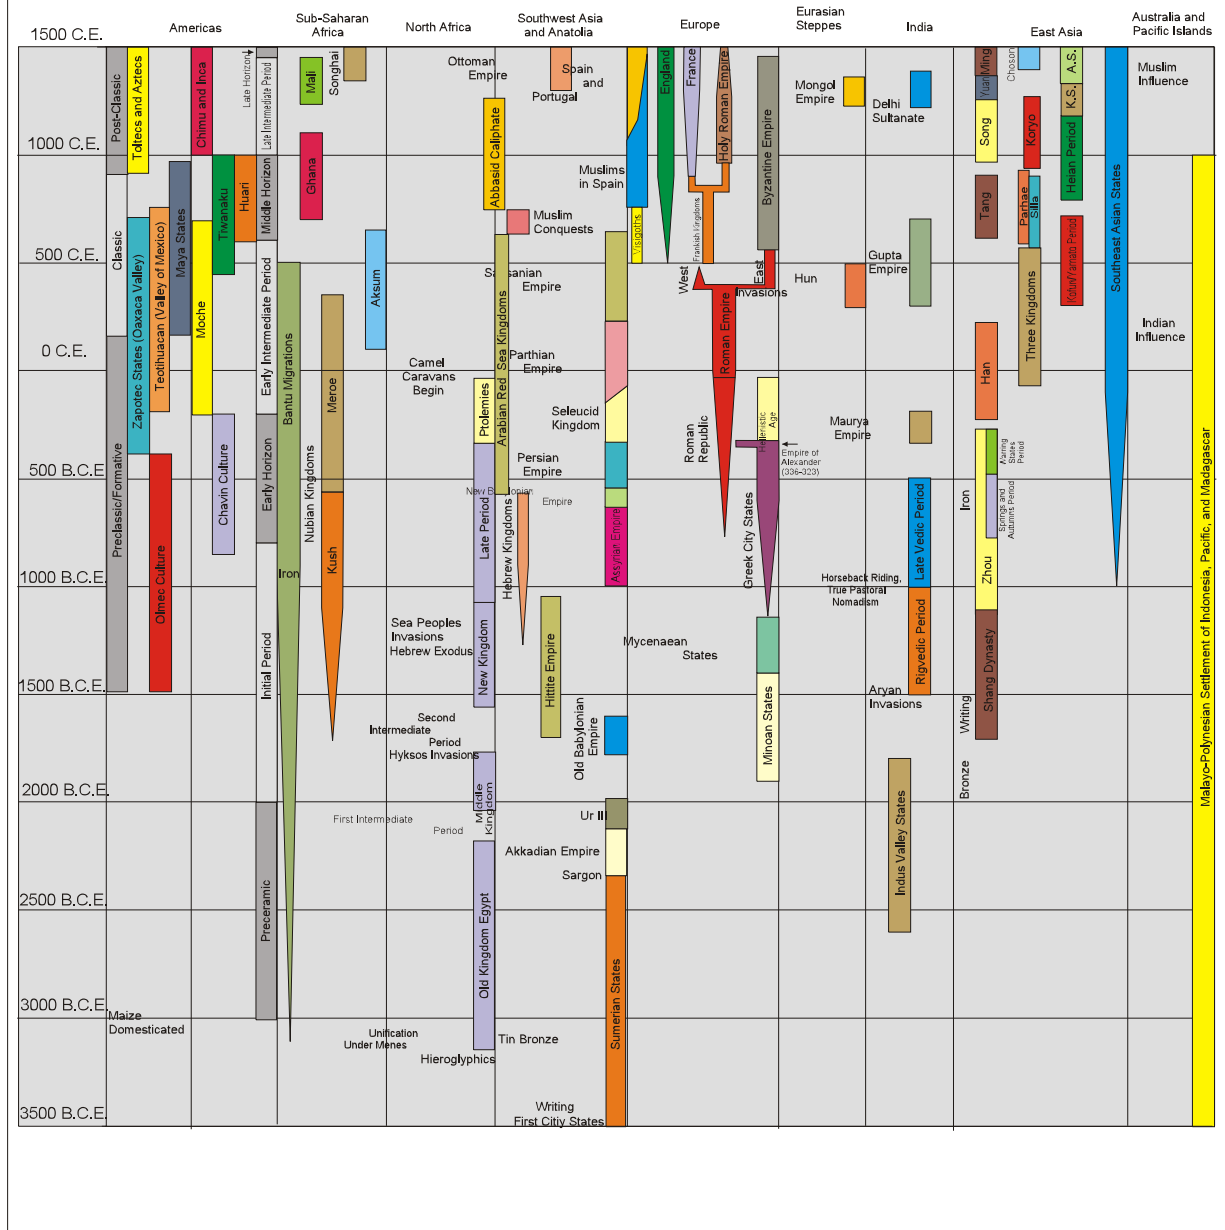 Americas
Sub-Saharan
Africa
North Africa
Southwest Asia
and Anatolia
Europe
Eurasian
Steppes
India
East Asia
Australia and
Pacific Islands
1500 C.E.
1000 C.E.
500 C.E.
0 C.E.
500 B.C.E.
1000 B.C.E.
1500 B.C.E.
2000 B.C.E.
2500 B.C.E.
3000 B.C.E.
3500 B.C.E.
Post-Classic
Classic
Preclassic/Formative
Maize
Domesticated
Toltecs and Aztecs
Zapotec States (Oaxaca Valley)
Teotihuacan (Valley of Mexico)
Olmec Culture
Maya States
Chimu and Inca
Moche
Tiwanaku
Chavin Culture
Huari
Late Horizon
Late Intermediate Period
Middle Horizon
Early Intermediate Period
Early Horizon
Initial Period
Preceramic
Bantu Migrations
Iron
Mali
Ghana
Songhai
Nubian Kingdoms
Meroe
Kush
Aksum
Camel
Caravans
Begin
Sea Peoples
Invasions
Hebrew Exodus
Second
Intermediate
Period
Hyksos Invasions
First Intermediate
Period
Unification
Under Menes
Hieroglyphics
Ptolemies
Late Period
New Kingdom
Middle
Kingdom
Old Kingdom Egypt
Ottoman
Empire
Abbasid Caliphate
Muslim
Conquests
Arabian Red Sea Kingdoms
Sassanian
Empire
Parthian
Empire
Seleucid
Kingdom
Persian
Empire
New Babylonian
Empire
Hebrew Kingdoms
Assyrian Empire
Hittite Empire
Old Babylonian
Empire
Ur III
Akkadian Empire
Sargon
Sumerian States
Tin Bronze
Writing
First Citiy States
Spain and
Portugal
Muslims
in Spain
Visigoths
England
France
Holy Roman Empire
Frankish Kingdoms
Byzantine Empire
West
East
Invasions
Roman Empire
Roman
Republic
Hellenistic
Age
Empire of
Alexander
(336-323)
Greek City States
Mycenaean
States
Minoan States
Mongol
Empire
Hun
Horseback Riding,
True Pastoral
Nomadism
Delhi
Sultanate
Gupta
Empire
Maurya
Empire
Late Vedic Period
Rigvedic Period
Aryan
Invasions
Indus Valley States
Ming
Yuan
Song
Tang
Han
Warring
States
Period
Springs and
Autumns Period
Iron
Zhou
Shang Dynasty
Writing
Bronze
Choson
Koryo
Parhae
Silla
Three Kingdoms
A.S.
K.S.
Heian Period
Kofun/Yamato Period
Southeast Asian States
Muslim
Influence
Indian
Influence
Malayo-Polynesian Settlement of Indonesia, Pacific, and Madagascar